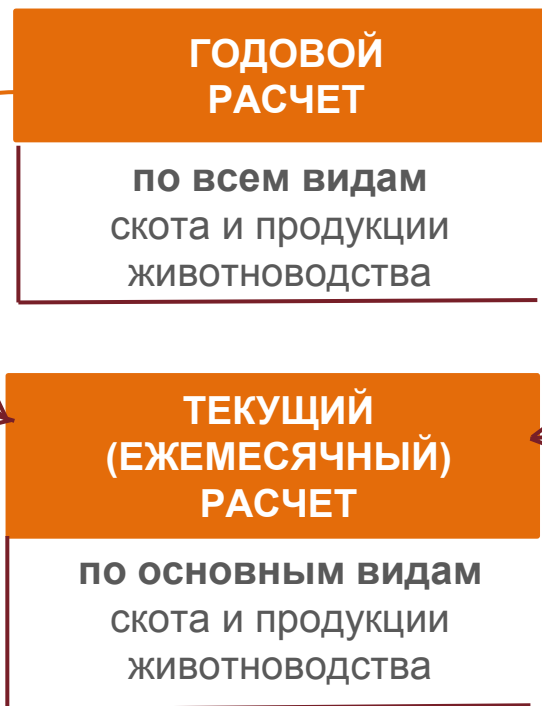 ГОДОВОЙ
РАСЧЕТ
по всем видам
скота и продукции
животноводства
ТЕКУЩИЙ
(ЕЖЕМЕСЯЧНЫЙ)
РАСЧЕТ
по основным видам
скота и продукции
животноводства